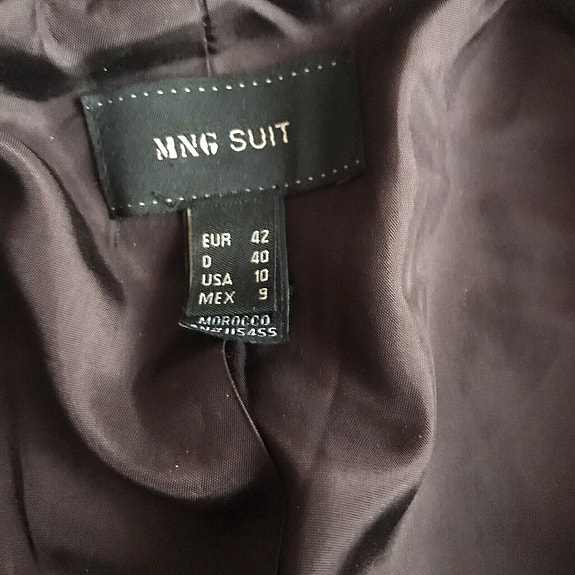 MNG SUIT
EUR 42
D 40
USA 10
MEX 9
MOROCCO